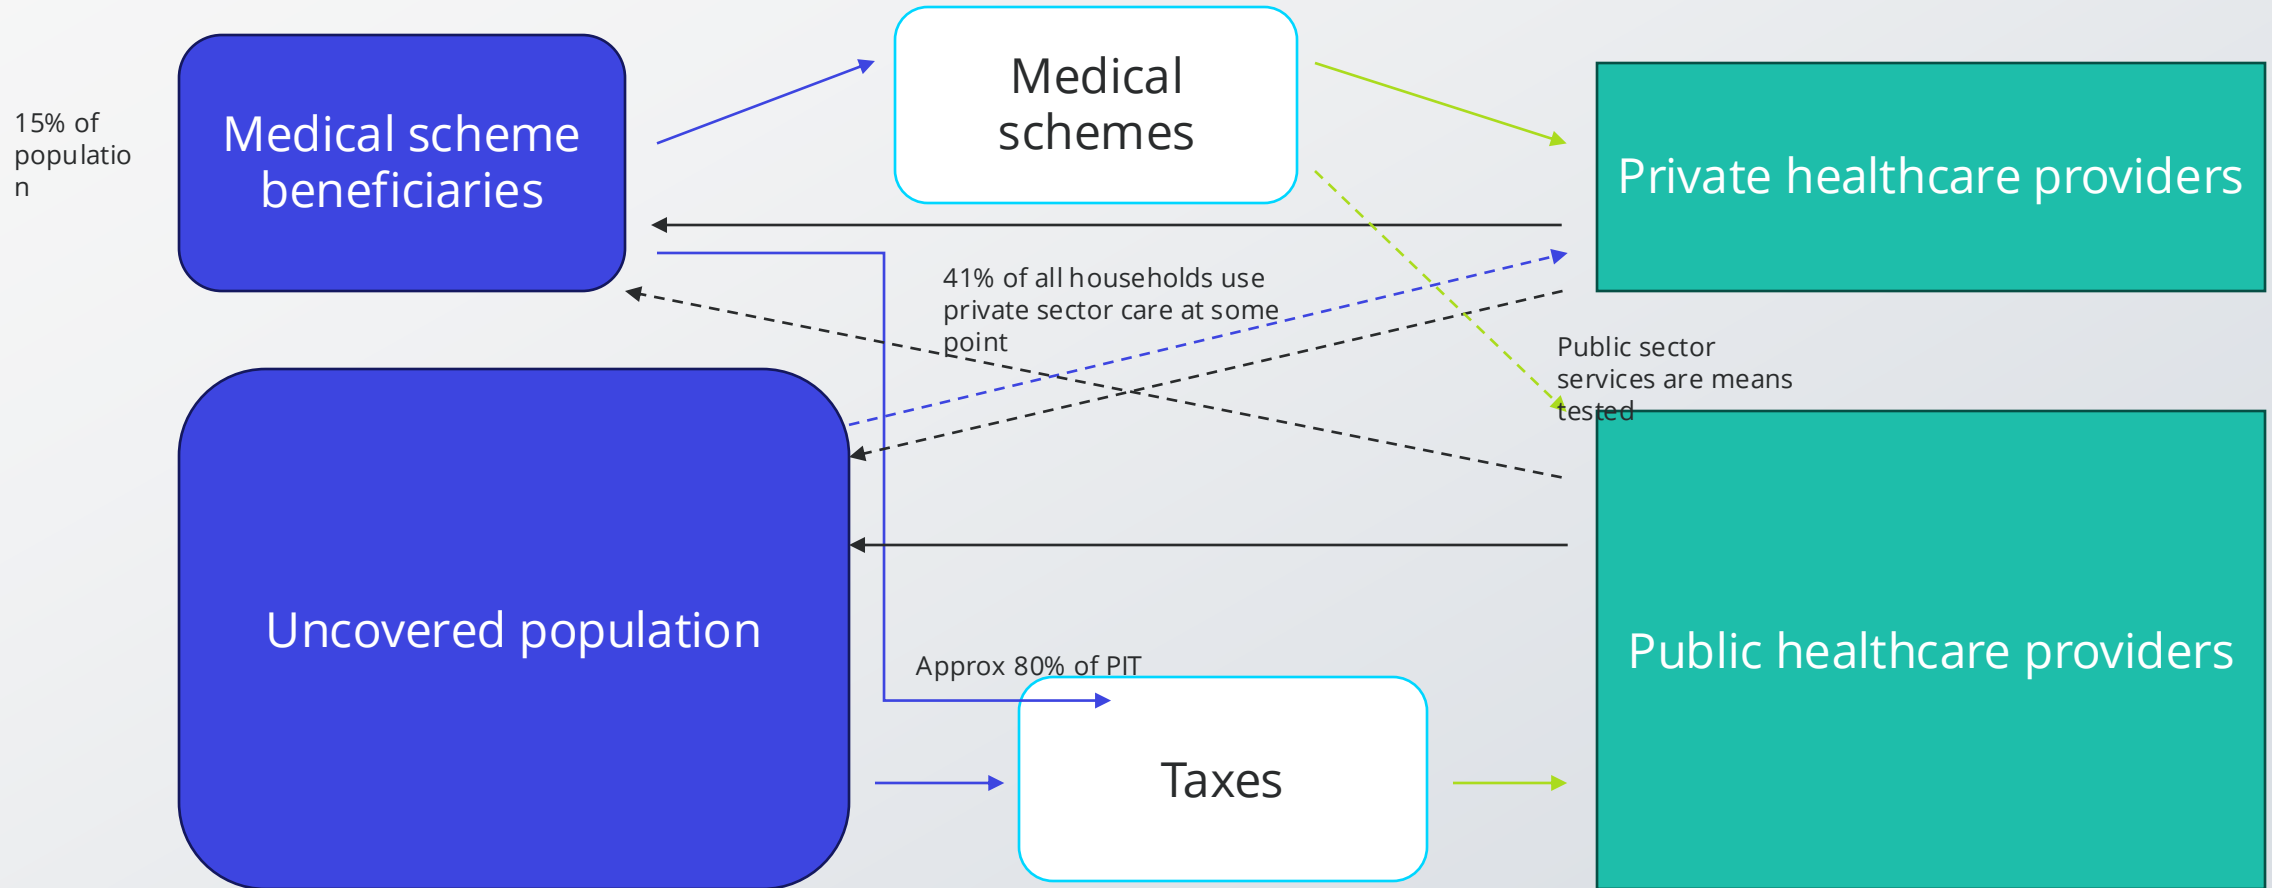 15% of
populatio
n
Medical scheme
beneficiaries
Medical
schemes
Private healthcare providers
41% of all households use
private sector care at some
point
Public sector
services are means
tested
Uncovered population
Public healthcare providers
Approx 80% of PIT
Taxes